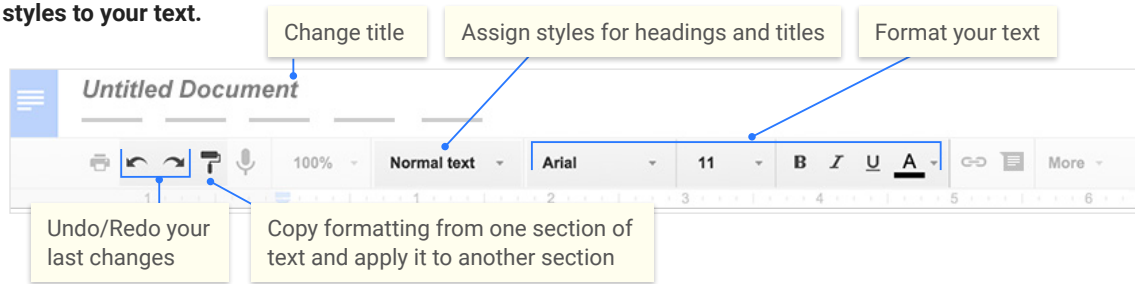 styles to your text.
Change title
Assign styles for headings and titles
Format your text
Untitled Document
100%
Normal text
Arial
11
B I U A
More
1 1 2 3 4 5 6
Undo/Redo your
last changes
Copy formatting from one section of
text and apply it to another section